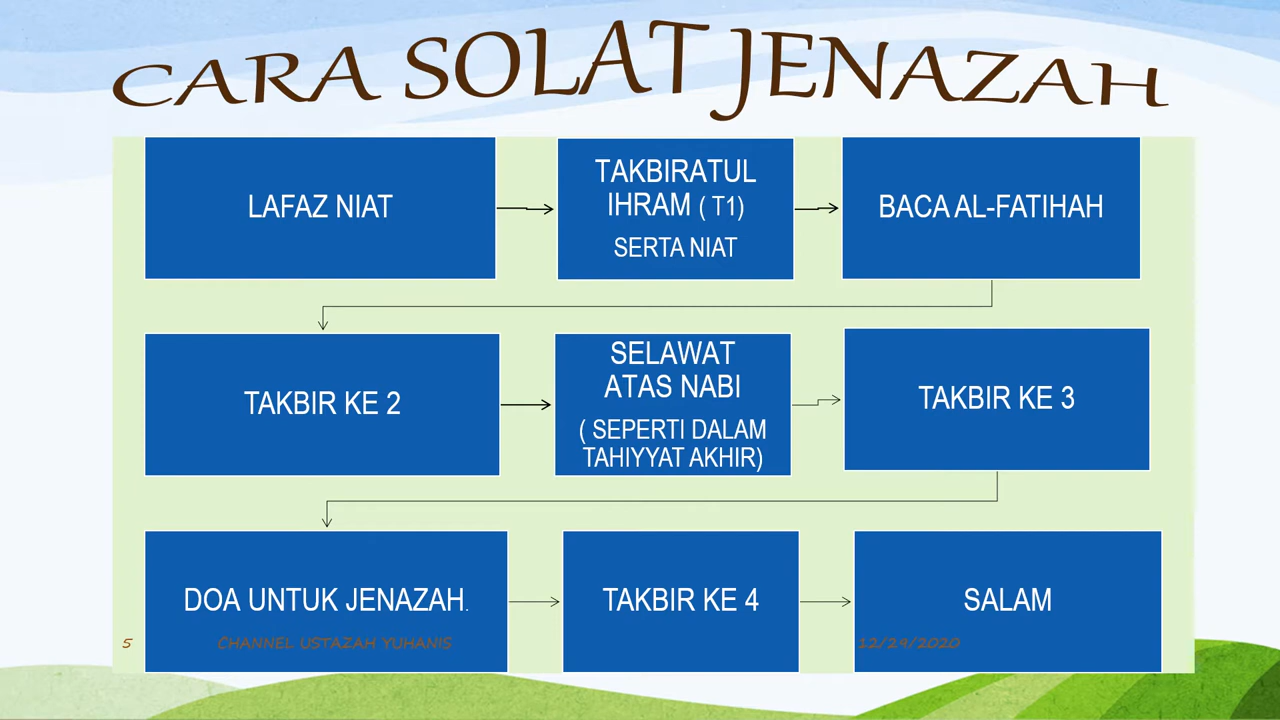 CARA SOLAT JENAZAH
LAFAZ NIAT
TAKBIRATUL
IHRAM ( T1)
SERTA NIAT
BACA AL-FATIHAH
TAKBIR KE 2
SELAWAT
ATAS NABI
( SEPERTI DALAM
TAHIYYAT AKHIR)
TAKBIR KE 3
DOA UNTUK JENAZAH.
TAKBIR KE 4
SALAM
5
CHANNEL USTAZAH YUHANIS
12/29/2020